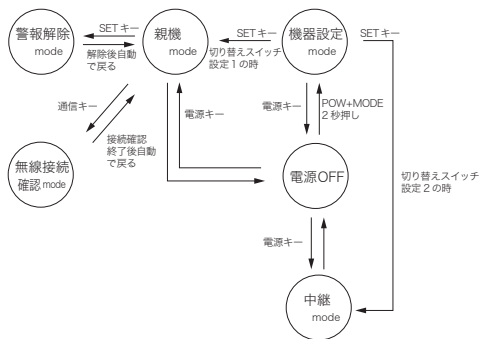 警報解除
mode
SETキー
解除後自動
で戻る
親機
mode
SETキー
切り替えスイッチ
設定1の時
機器設定
mode
SETキー
通信キー
接続確認
終了後自動
で戻る
電源キー
電源キー
POW+MODE
2秒押し
無線接続
確認mode
電源OFF
切り替えスイッチ
設定2の時
電源キー
中継
mode